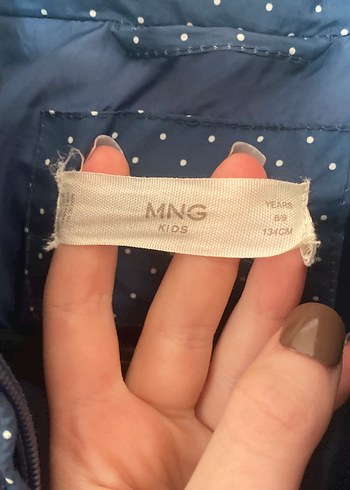 MNG
KIDS
YEARS
8/9
134CM